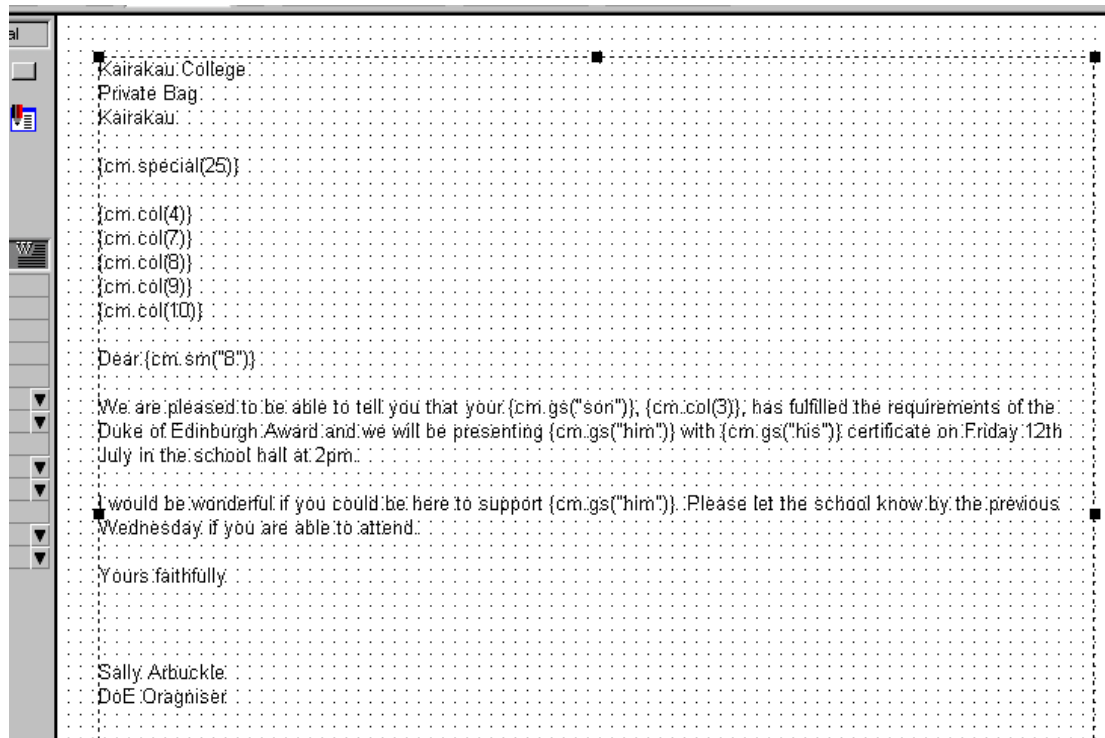 al
Kairakau College
Private Bag
Kairakau

{cm.special(25)}

{cm.col(4)}
{cm.col(7)}
{cm.col(8)}
{cm.col(9)}
{cm.col(10)}

Dear {cm.sm("8")}

We are pleased to be able to tell you that your {cm.gs("son")}, {cm.col(3)}, has fulfilled the requirements of the
Duke of Edinburgh Award and we will be presenting {cm.gs("him")} with {cm.gs("his")} certificate on Friday 12th
July in the school hall at 2pm.

I would be wonderful if you could be here to support {cm.gs("him")}. Please let the school know by the previous
Wednesday if you are able to attend.

Yours faithfully

Sally Arbuckle
DoE Oragniser